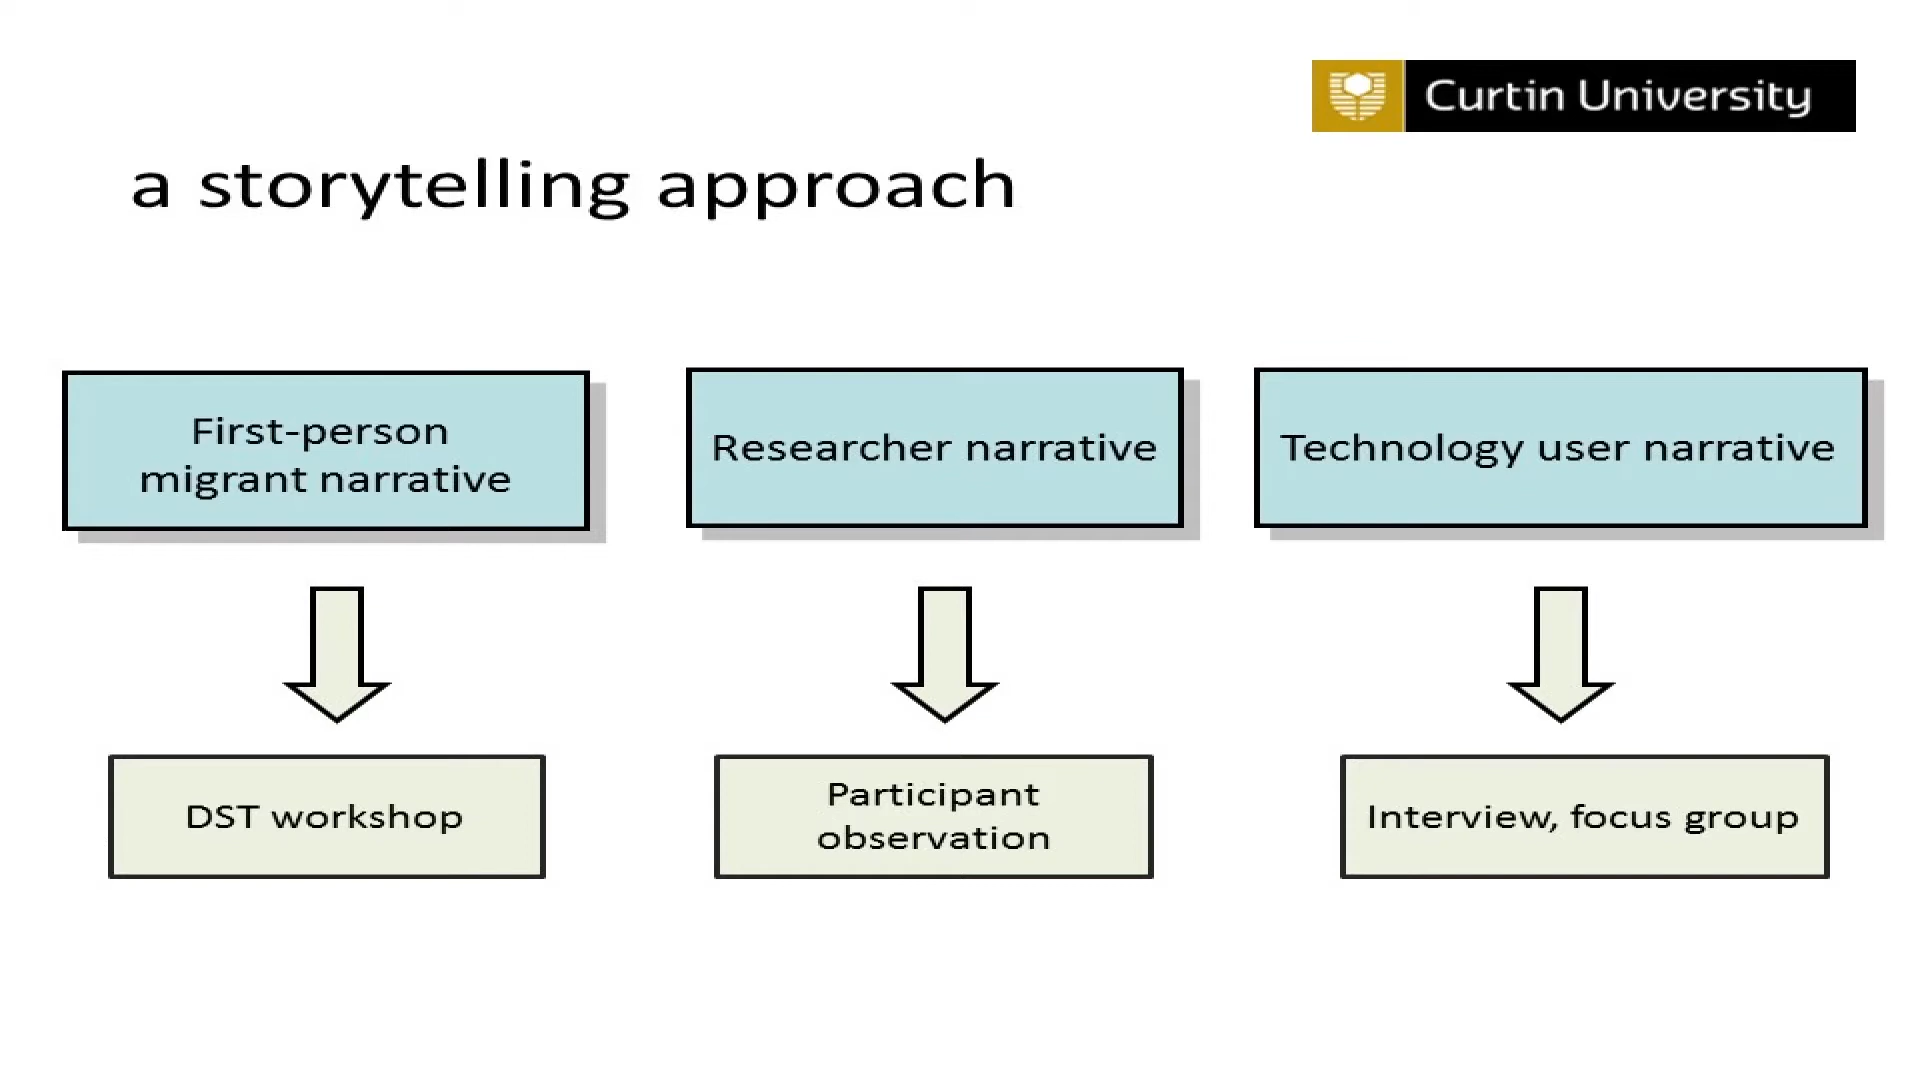 Curtin University
a storytelling approach
First-person
migrant narrative
Researcher narrative
Technology user narrative
DST workshop
Participant
observation
Interview, focus group